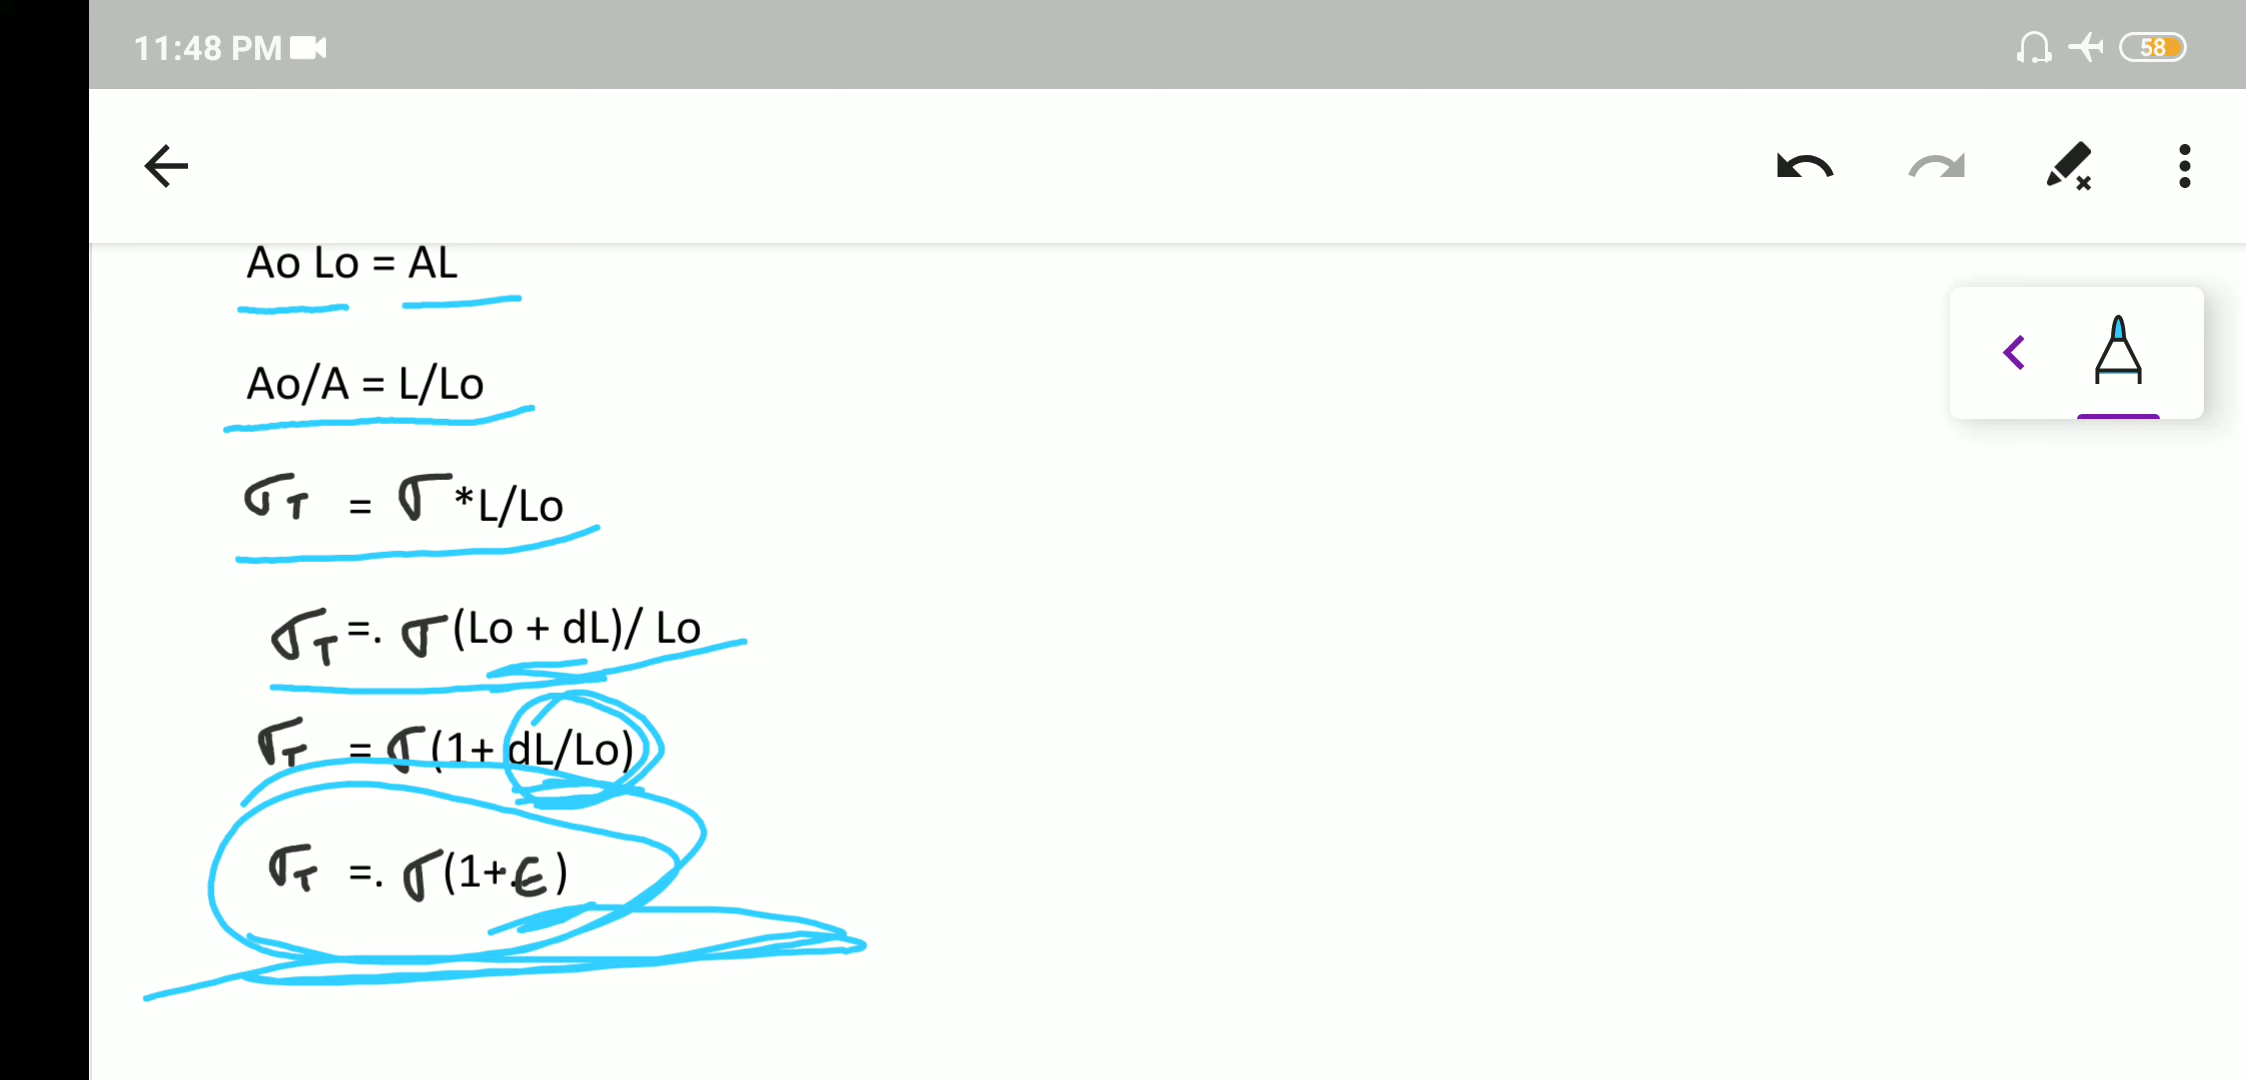 11:48 PM 58
Ao Lo = AL
Ao/A = L/Lo
σT = σ*L/Lo
σT =. σ(Lo + dL)/ Lo
σT = σ(1+ dL/Lo)
σT =. σ(1+.ϵ)